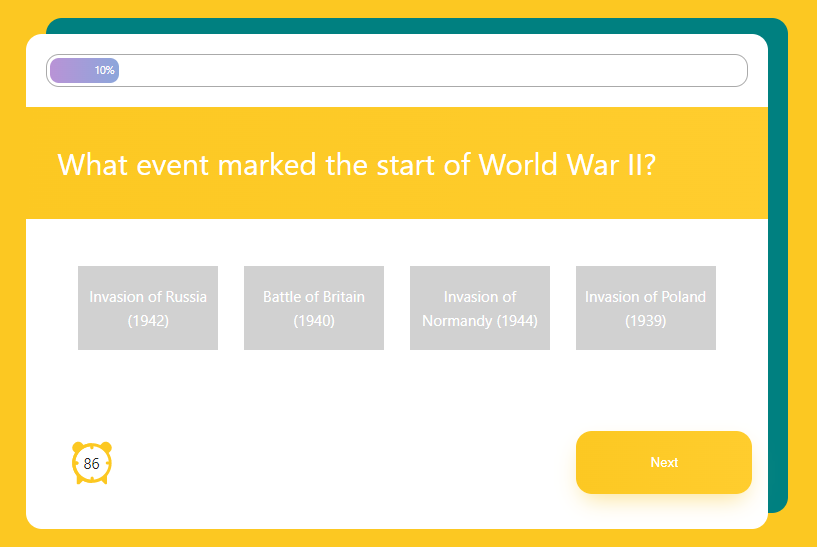 10%
What event marked the start of World War II?
Invasion of Russia
(1942)
Battle of Britain
(1940)
Invasion of
Normandy (1944)
Invasion of Poland
(1939)
86
Next